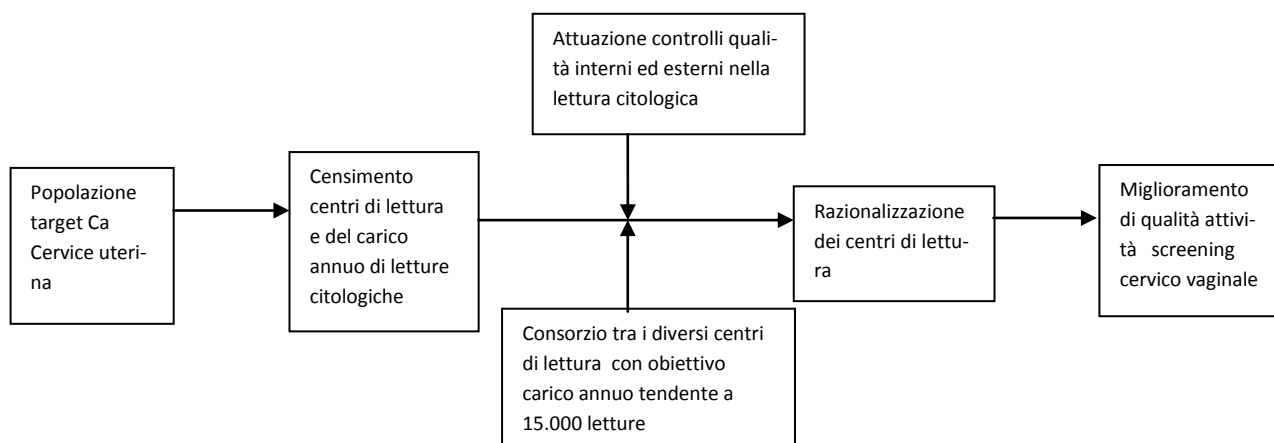 Attuazione controlli quali-
tà interni ed esterni nella
lettura citologica
Popolazione
target Ca
Cervice uteri-
na
Censimento
centri di lettura
e del carico
annuo di letture
citologiche
Consorzio tra i diversi centri
di lettura con obiettivo
carico annuo tendente a
15.000 letture
Razionalizzazione
dei centri di lettu-
ra
Miglioramento
di qualità attivi-
tà screening
cervico vaginale